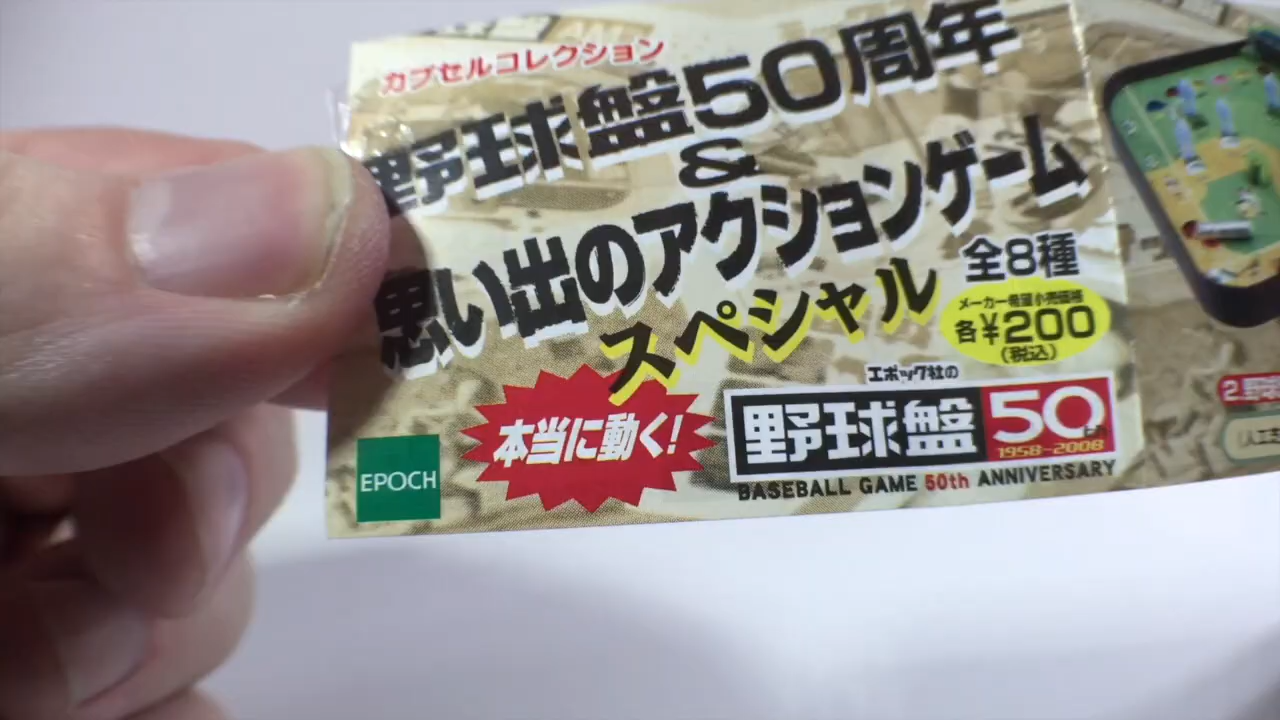 カプセルコレクション
野球盤50周年
&
思い出のアクションゲーム
スペシャル
全8種
メーカー希望小売価格
各¥200
(税込)
本当に動く!
エポック社の
野球盤 50
1958-2008
BASEBALL GAME 50th ANNIVERSARY
EPOCH
2.野球